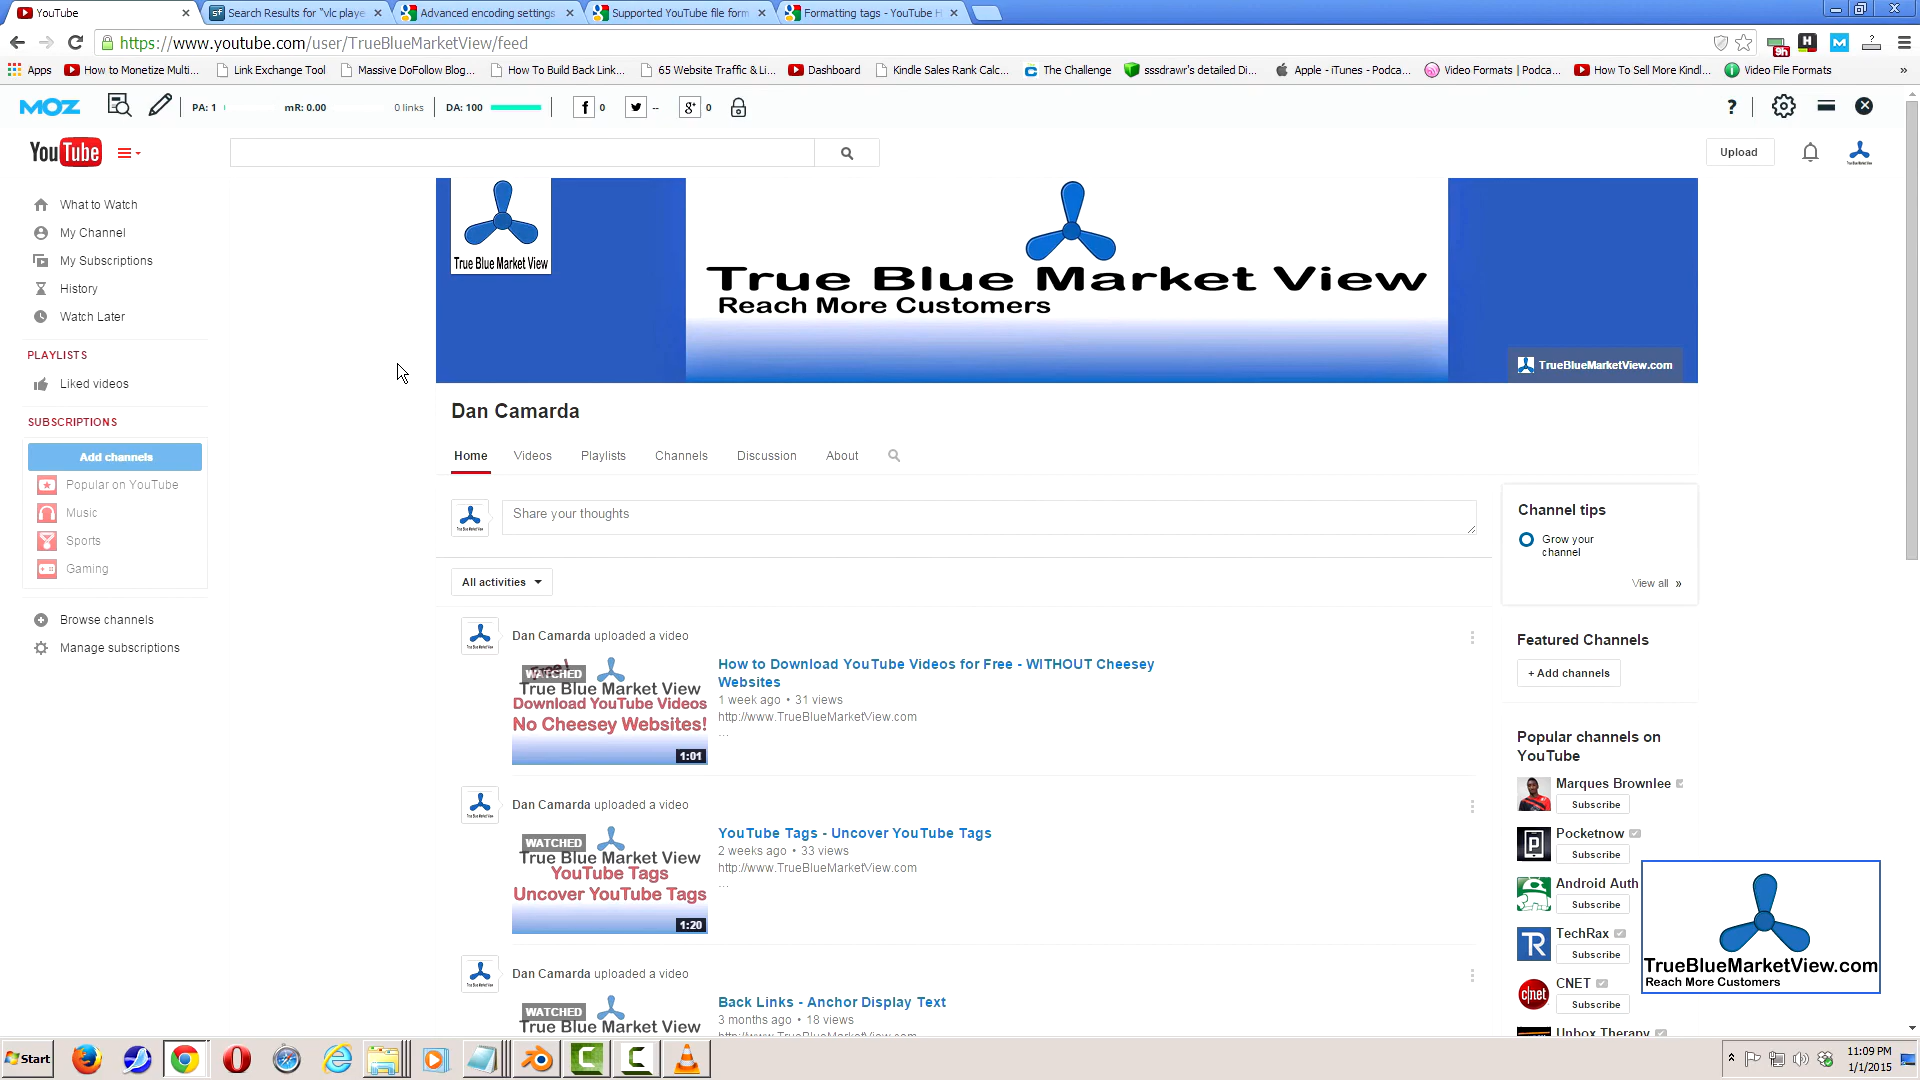 YouTube
Search Results for "vlc playe
Advanced encoding settings
Supported YouTube file form
Formatting tags - YouTube H
https://www.youtube.com/user/TrueBlueMarketView/feed
9h
Apps
How to Monetize Multi...
Link Exchange Tool
Massive DoFollow Blog...
How To Build Back Link...
65 Website Traffic & Li...
Dashboard
Kindle Sales Rank Calc...
The Challenge
sssdrawr's detailed Di...
Apple - iTunes - Podca...
Video Formats | Podca...
How To Sell More Kindl...
Video File Formats
»
MOZ
PA: 1
mR: 0.00
0 links
DA: 100
f 0
--
g+ 0
?
YouTube
Upload
What to Watch
My Channel
My Subscriptions
History
Watch Later
PLAYLISTS
Liked videos
SUBSCRIPTIONS
Add channels
Popular on YouTube
Music
Sports
Gaming
Browse channels
Manage subscriptions
True Blue Market View
True Blue Market View
Reach More Customers
TrueBlueMarketView.com
Dan Camarda
Home
Videos
Playlists
Channels
Discussion
About
Share your thoughts
All activities
Dan Camarda uploaded a video
Free!
WATCHED
True Blue Market View
Download YouTube Videos
No Cheesey Websites!
1:01
How to Download YouTube Videos for Free - WITHOUT Cheesey
Websites
1 week ago • 31 views
http://www.TrueBlueMarketView.com
...
Dan Camarda uploaded a video
WATCHED
True Blue Market View
YouTube Tags
Uncover YouTube Tags
1:20
YouTube Tags - Uncover YouTube Tags
2 weeks ago • 33 views
http://www.TrueBlueMarketView.com
...
Dan Camarda uploaded a video
WATCHED
True Blue Market View
Back Links - Anchor Display Text
3 months ago • 18 views
http://www.TrueBlueMarketView.com
Channel tips
Grow your
channel
View all »
Featured Channels
+ Add channels
Popular channels on
YouTube
Marques Brownlee
Subscribe
Pocketnow
Subscribe
Android Auth
Subscribe
TechRax
Subscribe
CNET
Subscribe
Unbox Therapy
TrueBlueMarketView.com
Reach More Customers
Start
11:09 PM
1/1/2015